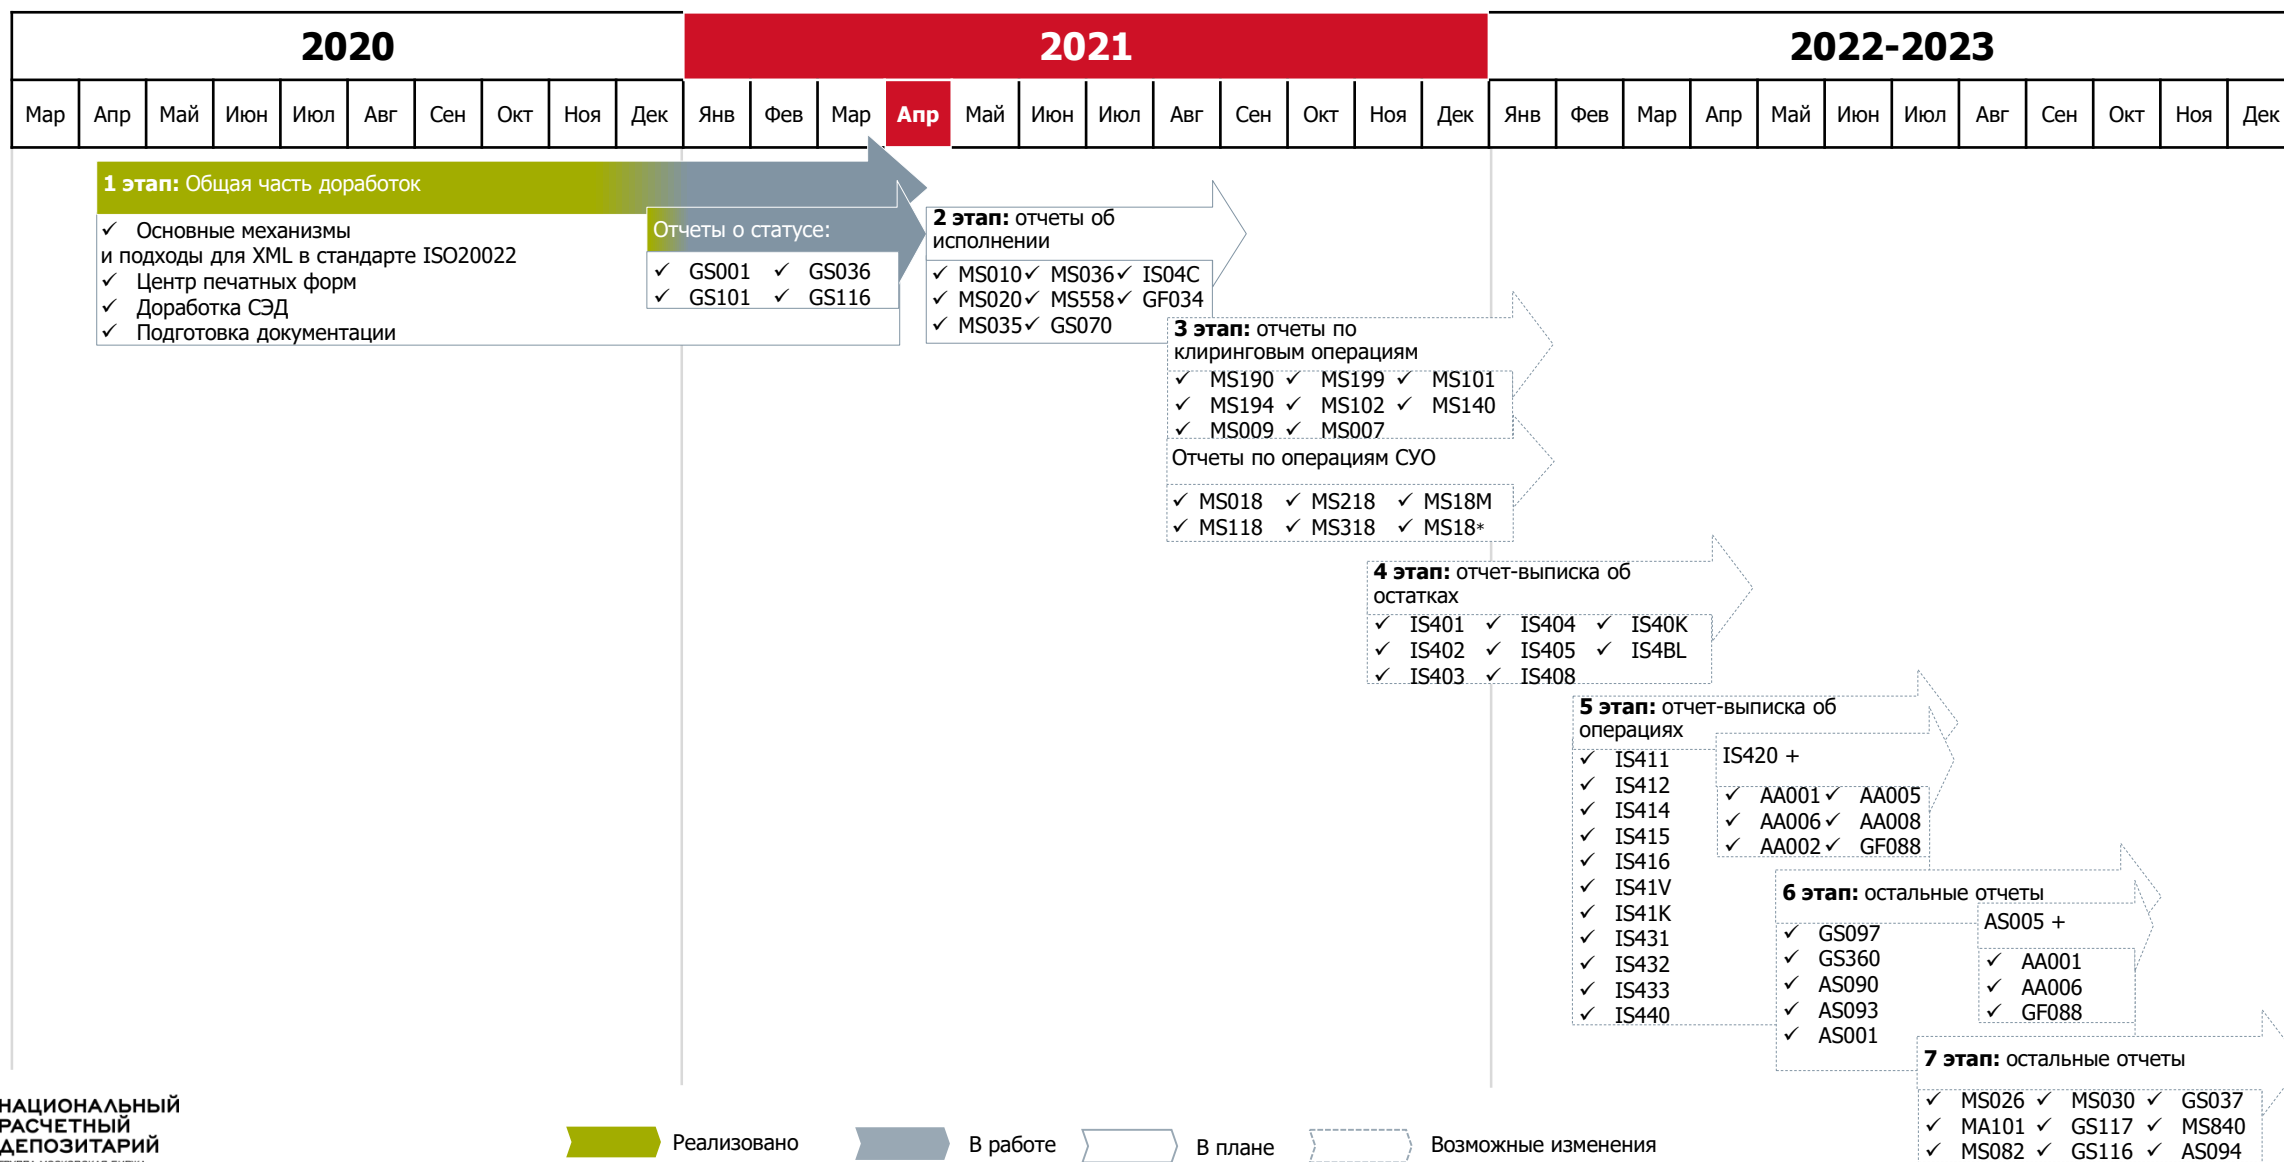 2020 2021 2022-2023
Мар Апр Май Июн Июл Авг Сен Окт Ноя Дек Янв Фев Мар Апр Май Июн Июл Авг Сен Окт Ноя Дек Янв Фев Мар Апр Май Июн Июл Авг Сен Окт Ноя Дек
1 этап: Общая часть доработок
✓ Основные механизмы
и подходы для XML в стандарте ISO20022
✓ Центр печатных форм
✓ Доработка СЭД
✓ Подготовка документации
Отчеты о статусе:
✓ GS001 ✓ GS036
✓ GS101 ✓ GS116
2 этап: отчеты об
исполнении
✓ MS010 ✓ MS036 ✓ IS04C
✓ MS020 ✓ MS558 ✓ GF034
✓ MS035 ✓ GS070
3 этап: отчеты по
клиринговым операциям
✓ MS190 ✓ MS199 ✓ MS101
✓ MS194 ✓ MS102 ✓ MS140
✓ MS009 ✓ MS007
Отчеты по операциям СУО
✓ MS018 ✓ MS218 ✓ MS18M
✓ MS118 ✓ MS318 ✓ MS18*
4 этап: отчет-выписка об
остатках
✓ IS401 ✓ IS404 ✓ IS40K
✓ IS402 ✓ IS405 ✓ IS4BL
✓ IS403 ✓ IS408
5 этап: отчет-выписка об
операциях
✓ IS411
✓ IS412
✓ IS414
✓ IS415
✓ IS416
✓ IS41V
✓ IS41K
✓ IS431
✓ IS432
✓ IS433
✓ IS440
IS420 +
✓ AA001 ✓ AA005
✓ AA006 ✓ AA008
✓ AA002 ✓ GF088
6 этап: остальные отчеты
✓ GS097
✓ GS360
✓ AS090
✓ AS093
✓ AS001
AS005 +
✓ AA001
✓ AA006
✓ GF088
7 этап: остальные отчеты
✓ MS026 ✓ MS030 ✓ GS037
✓ MA101 ✓ GS117 ✓ MS840
✓ MS082 ✓ GS116 ✓ AS094
НАЦИОНАЛЬНЫЙ
РАСЧЕТНЫЙ
ДЕПОЗИТАРИЙ
Реализовано В работе В плане Возможные изменения